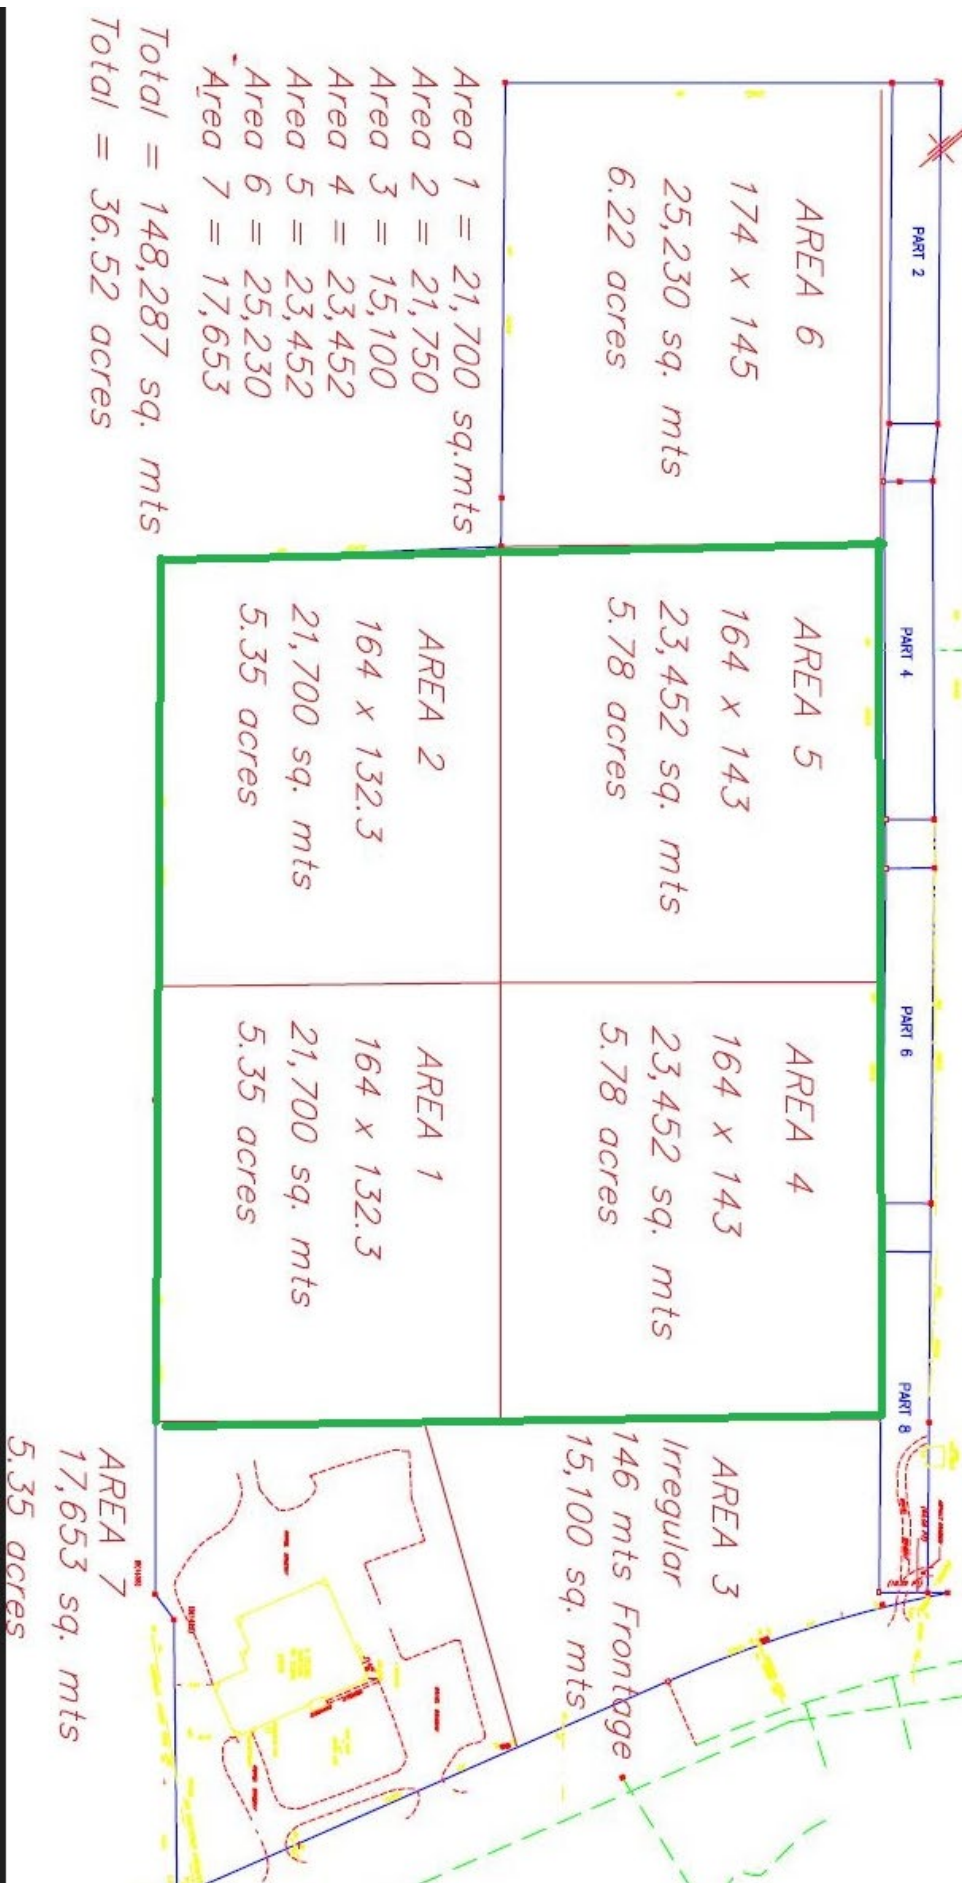 PART 2
PART 4
PART 6
PART 8
AREA 6
174 x 145
25,230 sq. mts
6.22 acres
AREA 5
164 x 143
23,452 sq. mts
5.78 acres
AREA 4
164 x 143
23,452 sq. mts
5.78 acres
AREA 3
Irregular
146 mts Frontage
15,100 sq. mts
AREA 2
164 x 132.3
21,700 sq. mts
5.35 acres
AREA 1
164 x 132.3
21,700 sq. mts
5.35 acres
Area 1 = 21,700 sq.mts
Area 2 = 21,750
Area 3 = 15,100
Area 4 = 23,452
Area 5 = 23,452
Area 6 = 25,230
Area 7 = 17,653
Total = 148,287 sq. mts
Total = 36.52 acres
AREA 7
17,653 sq. mts
5.35 acres